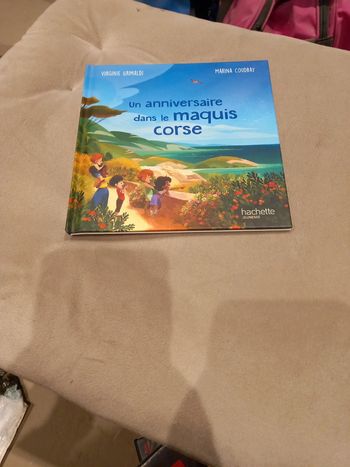 VIRGINIE GRIMALDI MARINA COUDRAY
un anniversaire
dans le maquis
corse
hachette
JEUNESSE